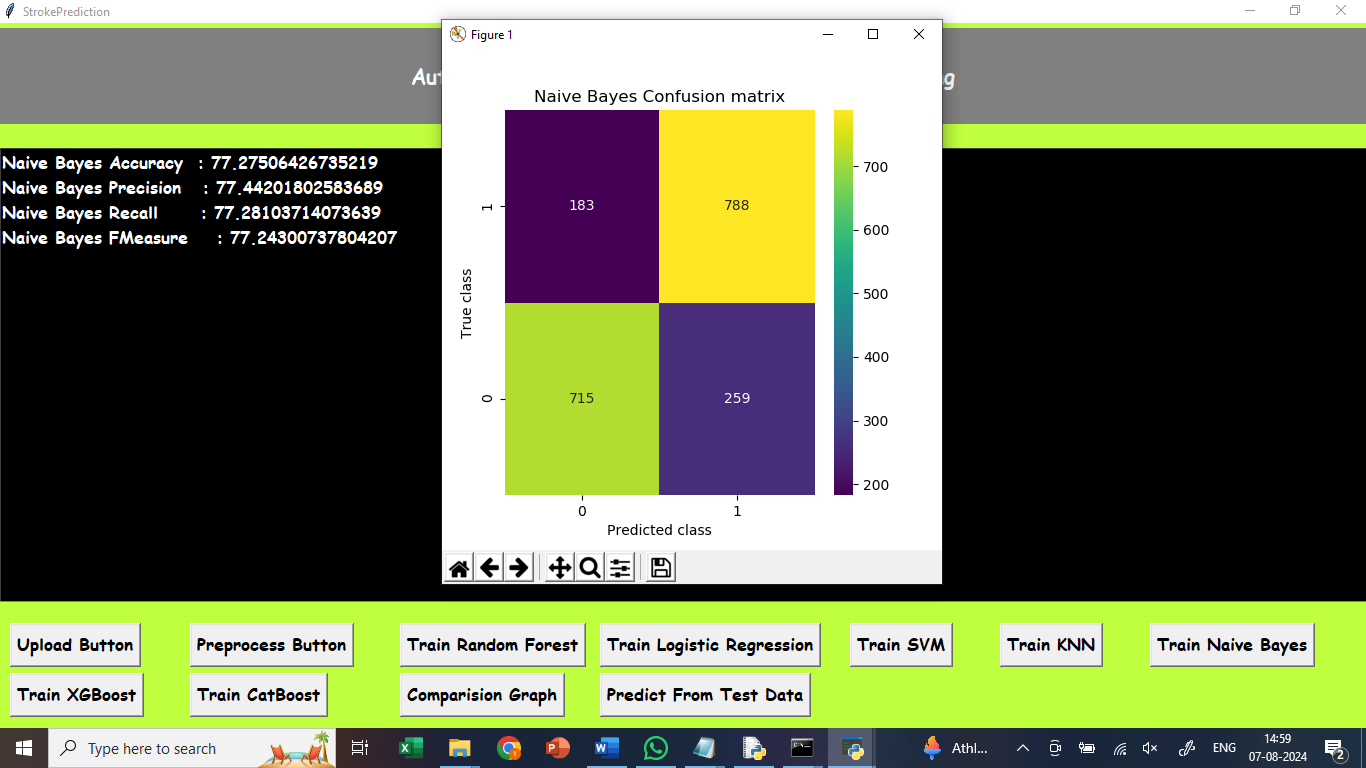 StrokePrediction
Figure 1
Naive Bayes Confusion matrix
Naive Bayes Accuracy : 77.27506426735219
Naive Bayes Precision : 77.44201802583689
Naive Bayes Recall : 77.28103714073639
Naive Bayes FMeasure : 77.24300737804207
True class
1
0
183
788
715
259
0
1
Predicted class
700
600
500
400
300
200
Upload Button
Preprocess Button
Train Random Forest
Train Logistic Regression
Train SVM
Train KNN
Train Naive Bayes
Train XGBoost
Train CatBoost
Comparision Graph
Predict From Test Data
Type here to search
Athl...
ENG
14:59
07-08-2024
2